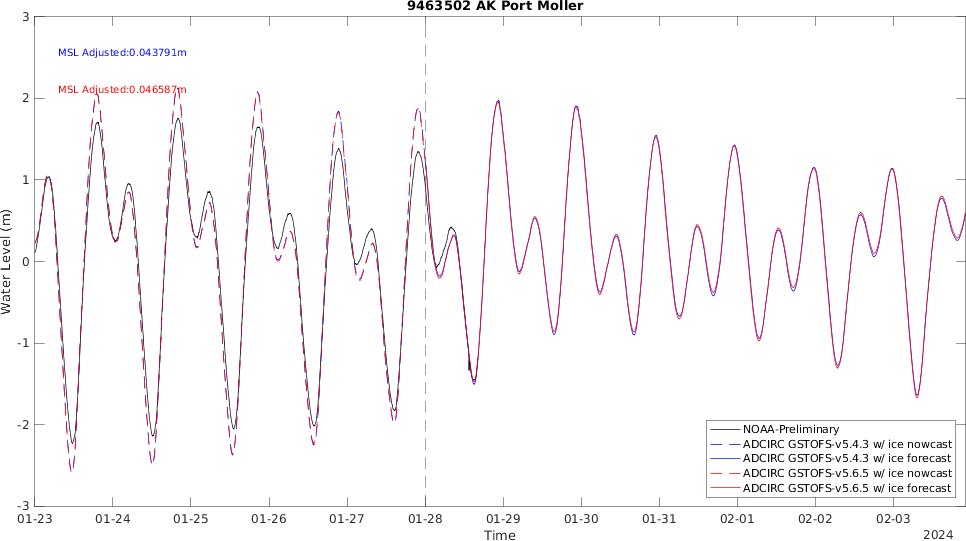 9463502 AK Port Moller
MSL Adjusted:0.043791m
MSL Adjusted:0.046587m
Water Level (m)
3
2
1
0
-1
-2
-3
NOAA-Preliminary
ADCIRC GSTOFS-v5.4.3 w/ ice nowcast
ADCIRC GSTOFS-v5.4.3 w/ ice forecast
ADCIRC GSTOFS-v5.6.5 w/ ice nowcast
ADCIRC GSTOFS-v5.6.5 w/ ice forecast
01-23 01-24 01-25 01-26 01-27 01-28 01-29 01-30 01-31 02-01 02-02 02-03
Time
2024